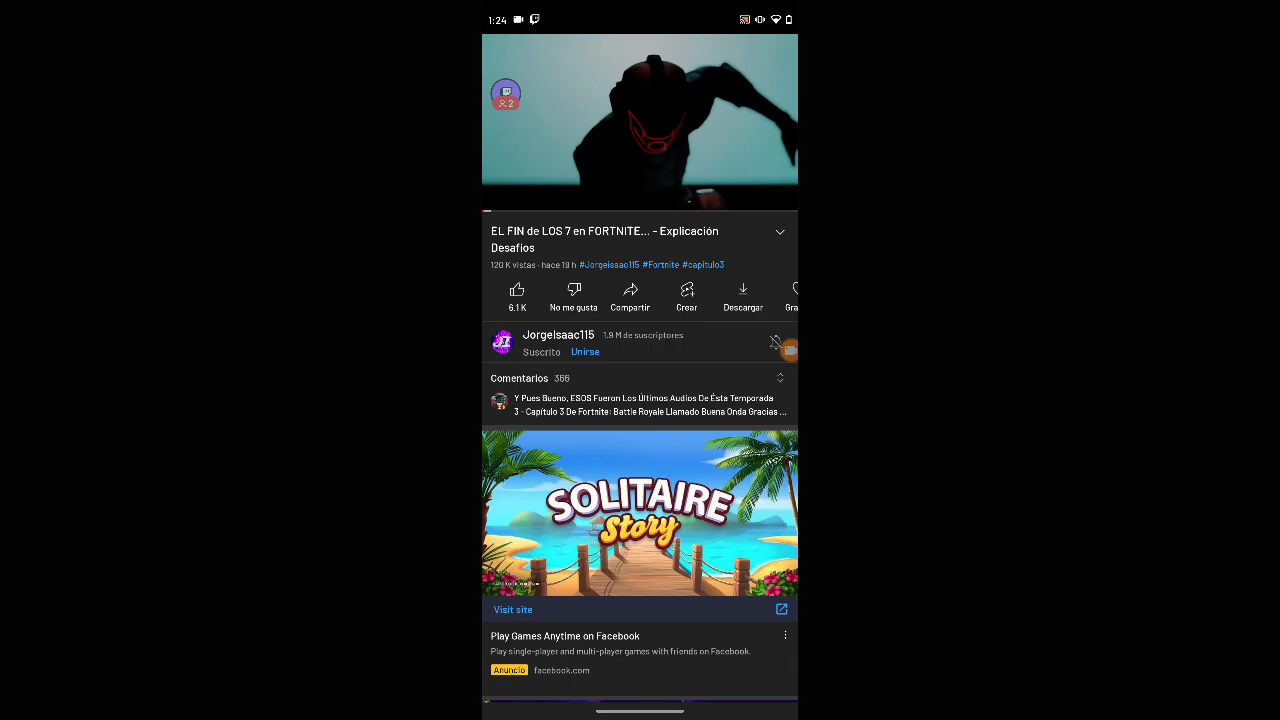 1:24
2
EL FIN de LOS 7 en FORTNITE... - Explicación
Desafios
120 K vistas · hace 19 h #JorgeIsaac115 #Fortnite #capitulo3
6.1 K No me gusta Compartir Crear Descargar Gra
JorgeIsaac115 1.9 M de suscriptores
Suscrito Unirse
Comentarios 366
Y Pues Bueno, ESOS Fueron Los Últimos Audios De Ésta Temporada
3 - Capítulo 3 De Fortnite: Battle Royale Llamado Buena Onda Gracias ...
SOLITAIRE
Story
Visit site
Play Games Anytime on Facebook
Play single-player and multi-player games with friends on Facebook.
Anuncio facebook.com